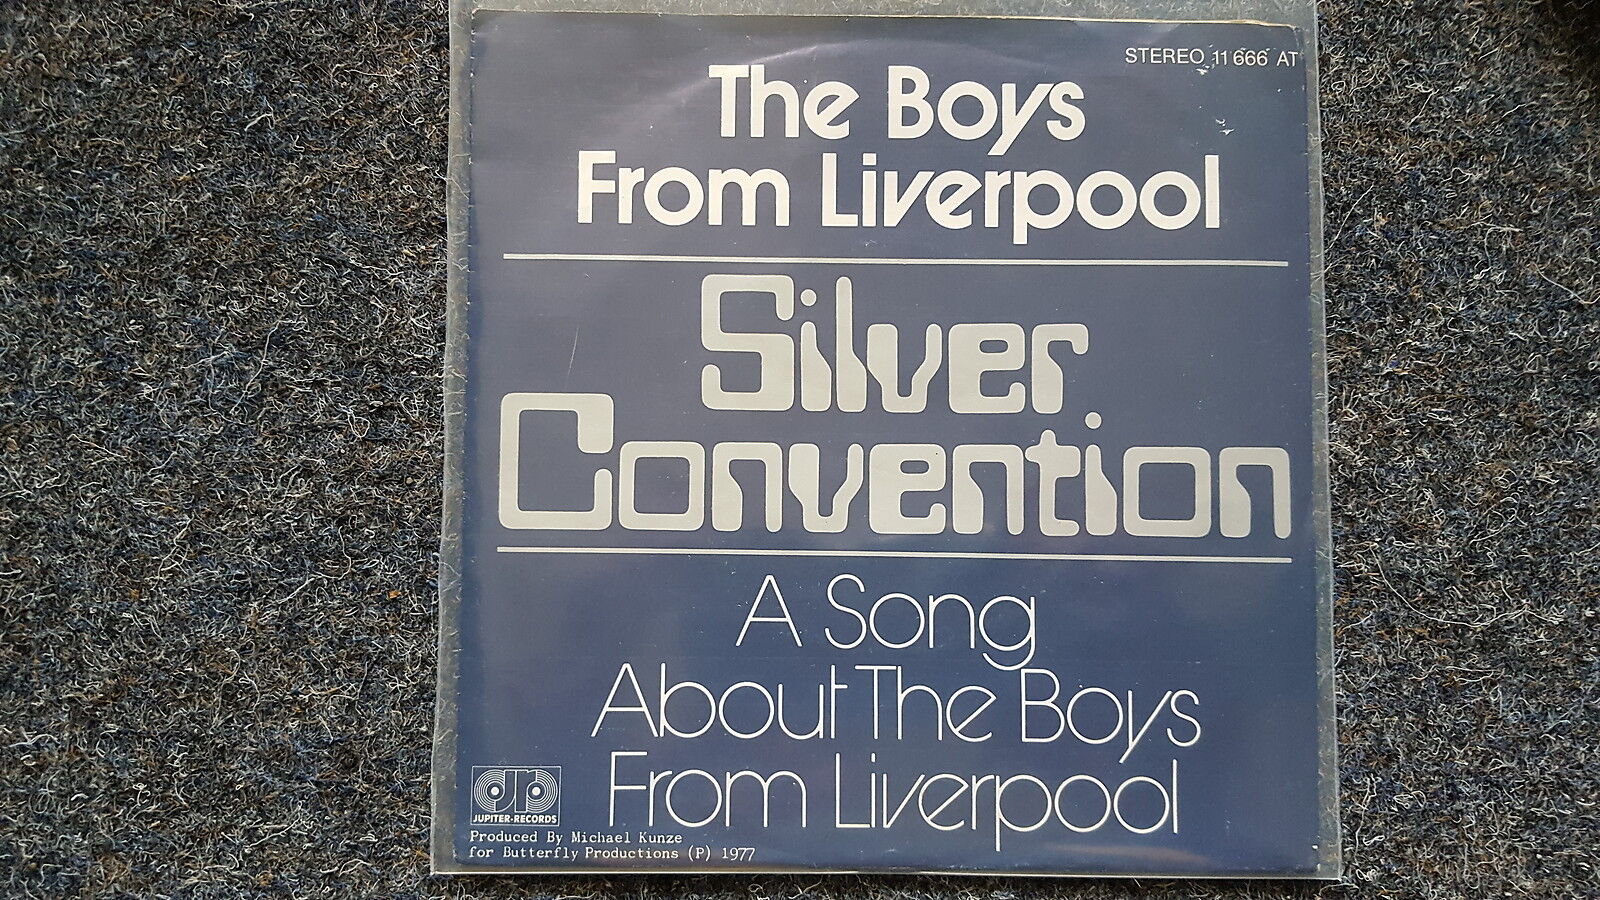 STEREO 11 666 AT
The Boys
From Liverpool
Silver
Convention
A Song
About The Boys
From Liverpool
jr
JUPITER-RECORDS
Produced By Michael Kunze
for Butterfly Productions (P) 1977